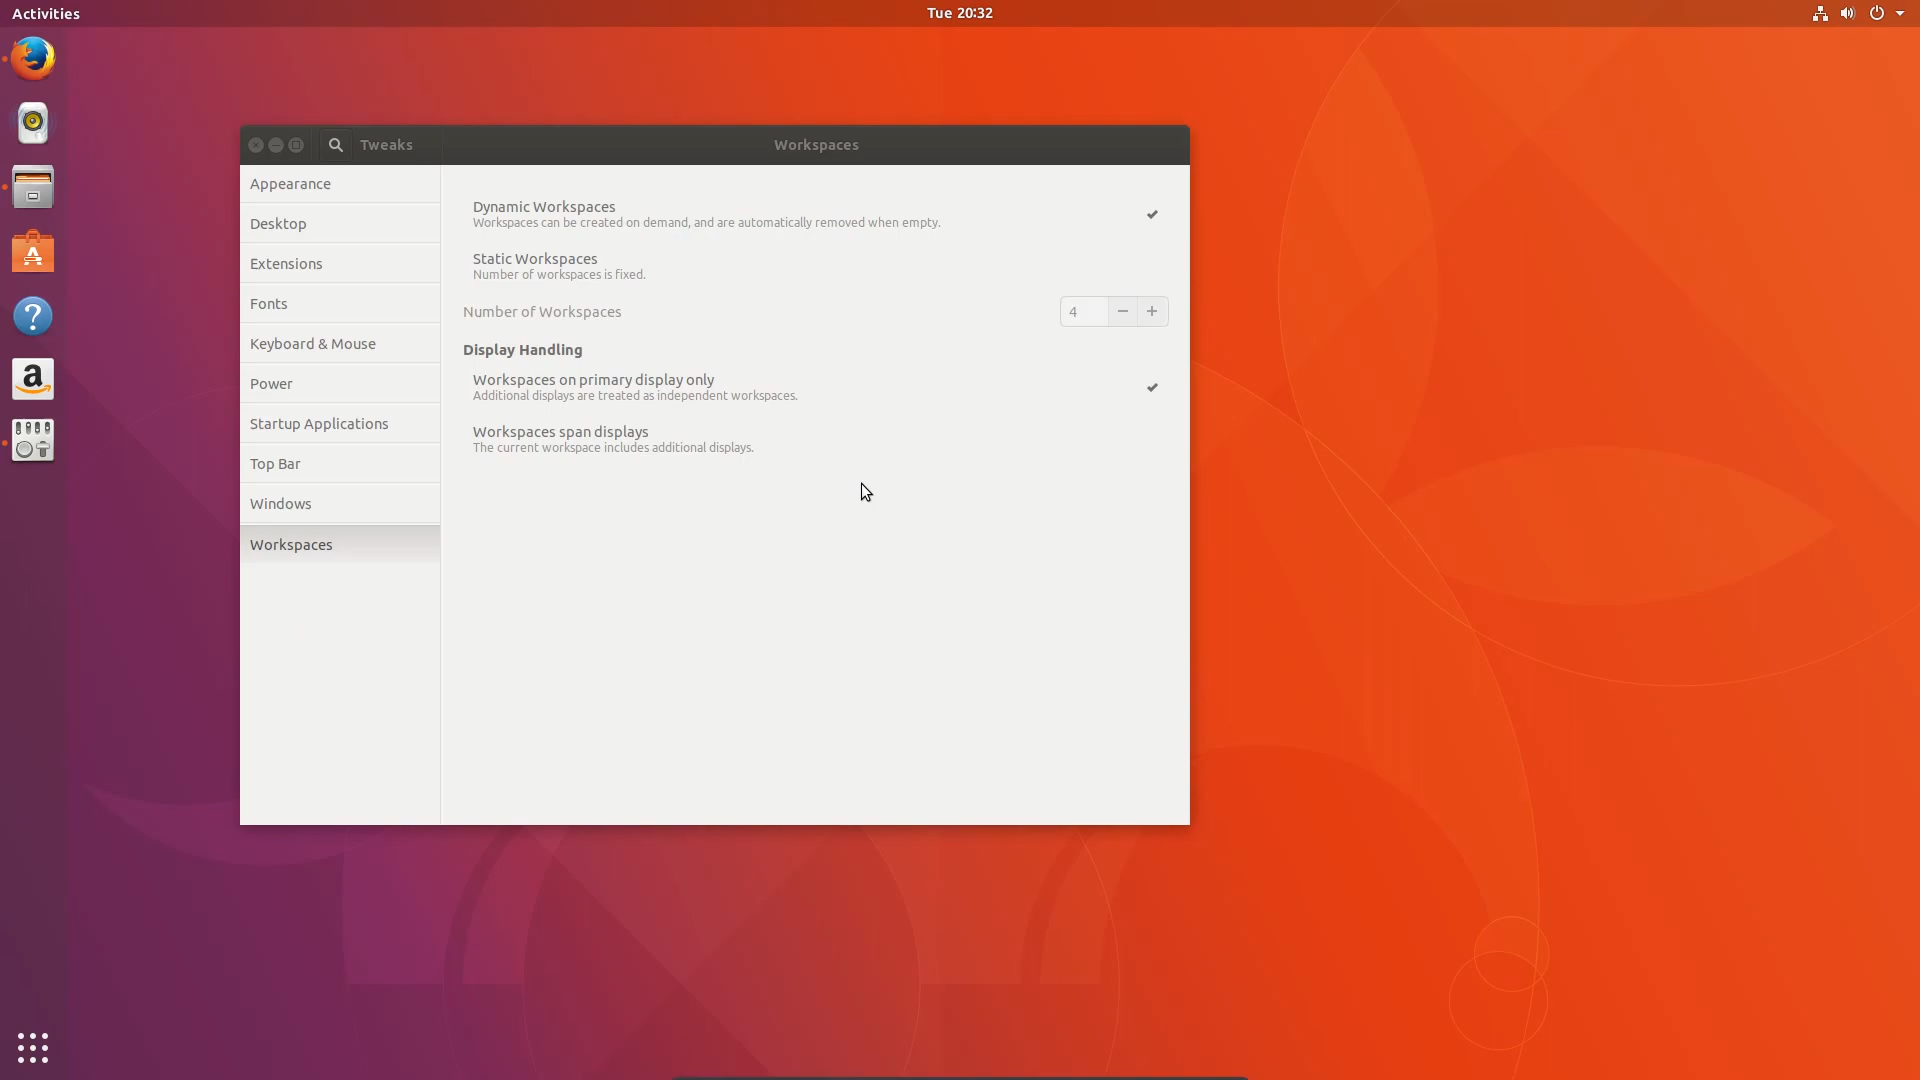 Activities
Tue 20:32
Tweaks
Workspaces
Appearance
Desktop
Extensions
Fonts
Keyboard & Mouse
Power
Startup Applications
Top Bar
Windows
Workspaces
Dynamic Workspaces
Workspaces can be created on demand, and are automatically removed when empty.
Static Workspaces
Number of workspaces is fixed.
Number of Workspaces
4
Display Handling
Workspaces on primary display only
Additional displays are treated as independent workspaces.
Workspaces span displays
The current workspace includes additional displays.